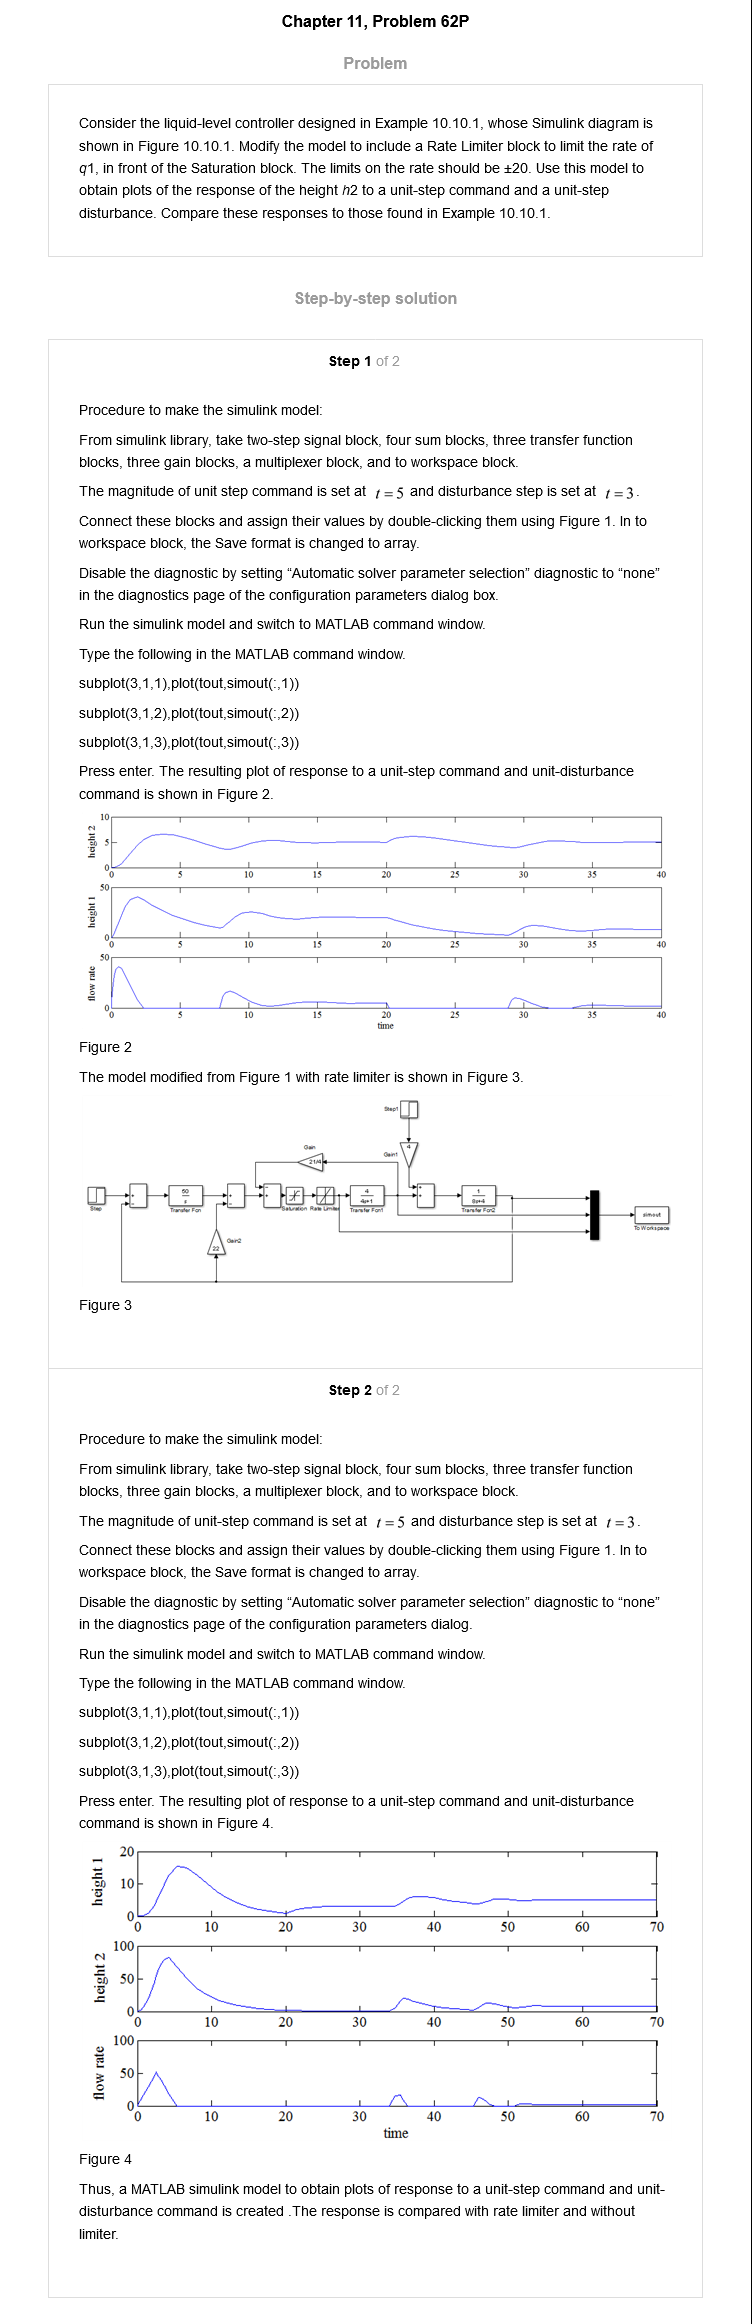 Chapter 11, Problem 62P
Problem
Consider the liquid-level controller designed in Example 10.10.1, whose Simulink diagram is
shown in Figure 10.10.1. Modify the model to include a Rate Limiter block to limit the rate of
q1, in front of the Saturation block. The limits on the rate should be ±20. Use this model to
obtain plots of the response of the height h2 to a unit-step command and a unit-step
disturbance. Compare these responses to those found in Example 10.10.1.
Step-by-step solution
Step 1 of 2
Procedure to make the simulink model:
From simulink library, take two-step signal block, four sum blocks, three transfer function
blocks, three gain blocks, a multiplexer block, and to workspace block.
The magnitude of unit step command is set at t = 5 and disturbance step is set at t = 3.
Connect these blocks and assign their values by double-clicking them using Figure 1. In to
workspace block, the Save format is changed to array.
Disable the diagnostic by setting “Automatic solver parameter selection” diagnostic to “none”
in the diagnostics page of the configuration parameters dialog box.
Run the simulink model and switch to MATLAB command window.
Type the following in the MATLAB command window.
subplot(3,1,1),plot(tout,simout(:,1))
subplot(3,1,2),plot(tout,simout(:,2))
subplot(3,1,3),plot(tout,simout(:,3))
Press enter. The resulting plot of response to a unit-step command and unit-disturbance
command is shown in Figure 2.
height 2
10
5
0
0 5 10 15 20 25 30 35 40
height 1
50
0
0 5 10 15 20 25 30 35 40
flow rate
50
0
0 5 10 15 20 25 30 35 40
time
Figure 2
The model modified from Figure 1 with rate limiter is shown in Figure 3.
Step1
Gain
21/4
Gain1
4
Step
50
s
Transfer Fcn
Saturation
Rate Limiter
4
4s+1
Transfer Fcn1
1
8s+4
Transfer Fcn2
simout
To Workspace
Gain2
22
Figure 3
Step 2 of 2
Procedure to make the simulink model:
From simulink library, take two-step signal block, four sum blocks, three transfer function
blocks, three gain blocks, a multiplexer block, and to workspace block.
The magnitude of unit-step command is set at t = 5 and disturbance step is set at t = 3.
Connect these blocks and assign their values by double-clicking them using Figure 1. In to
workspace block, the Save format is changed to array.
Disable the diagnostic by setting “Automatic solver parameter selection” diagnostic to “none”
in the diagnostics page of the configuration parameters dialog.
Run the simulink model and switch to MATLAB command window.
Type the following in the MATLAB command window.
subplot(3,1,1),plot(tout,simout(:,1))
subplot(3,1,2),plot(tout,simout(:,2))
subplot(3,1,3),plot(tout,simout(:,3))
Press enter. The resulting plot of response to a unit-step command and unit-disturbance
command is shown in Figure 4.
height 1
20
10
0
0 10 20 30 40 50 60 70
height 2
100
50
0
0 10 20 30 40 50 60 70
flow rate
100
50
0
0 10 20 30 40 50 60 70
time
Figure 4
Thus, a MATLAB simulink model to obtain plots of response to a unit-step command and unit-
disturbance command is created .The response is compared with rate limiter and without
limiter.